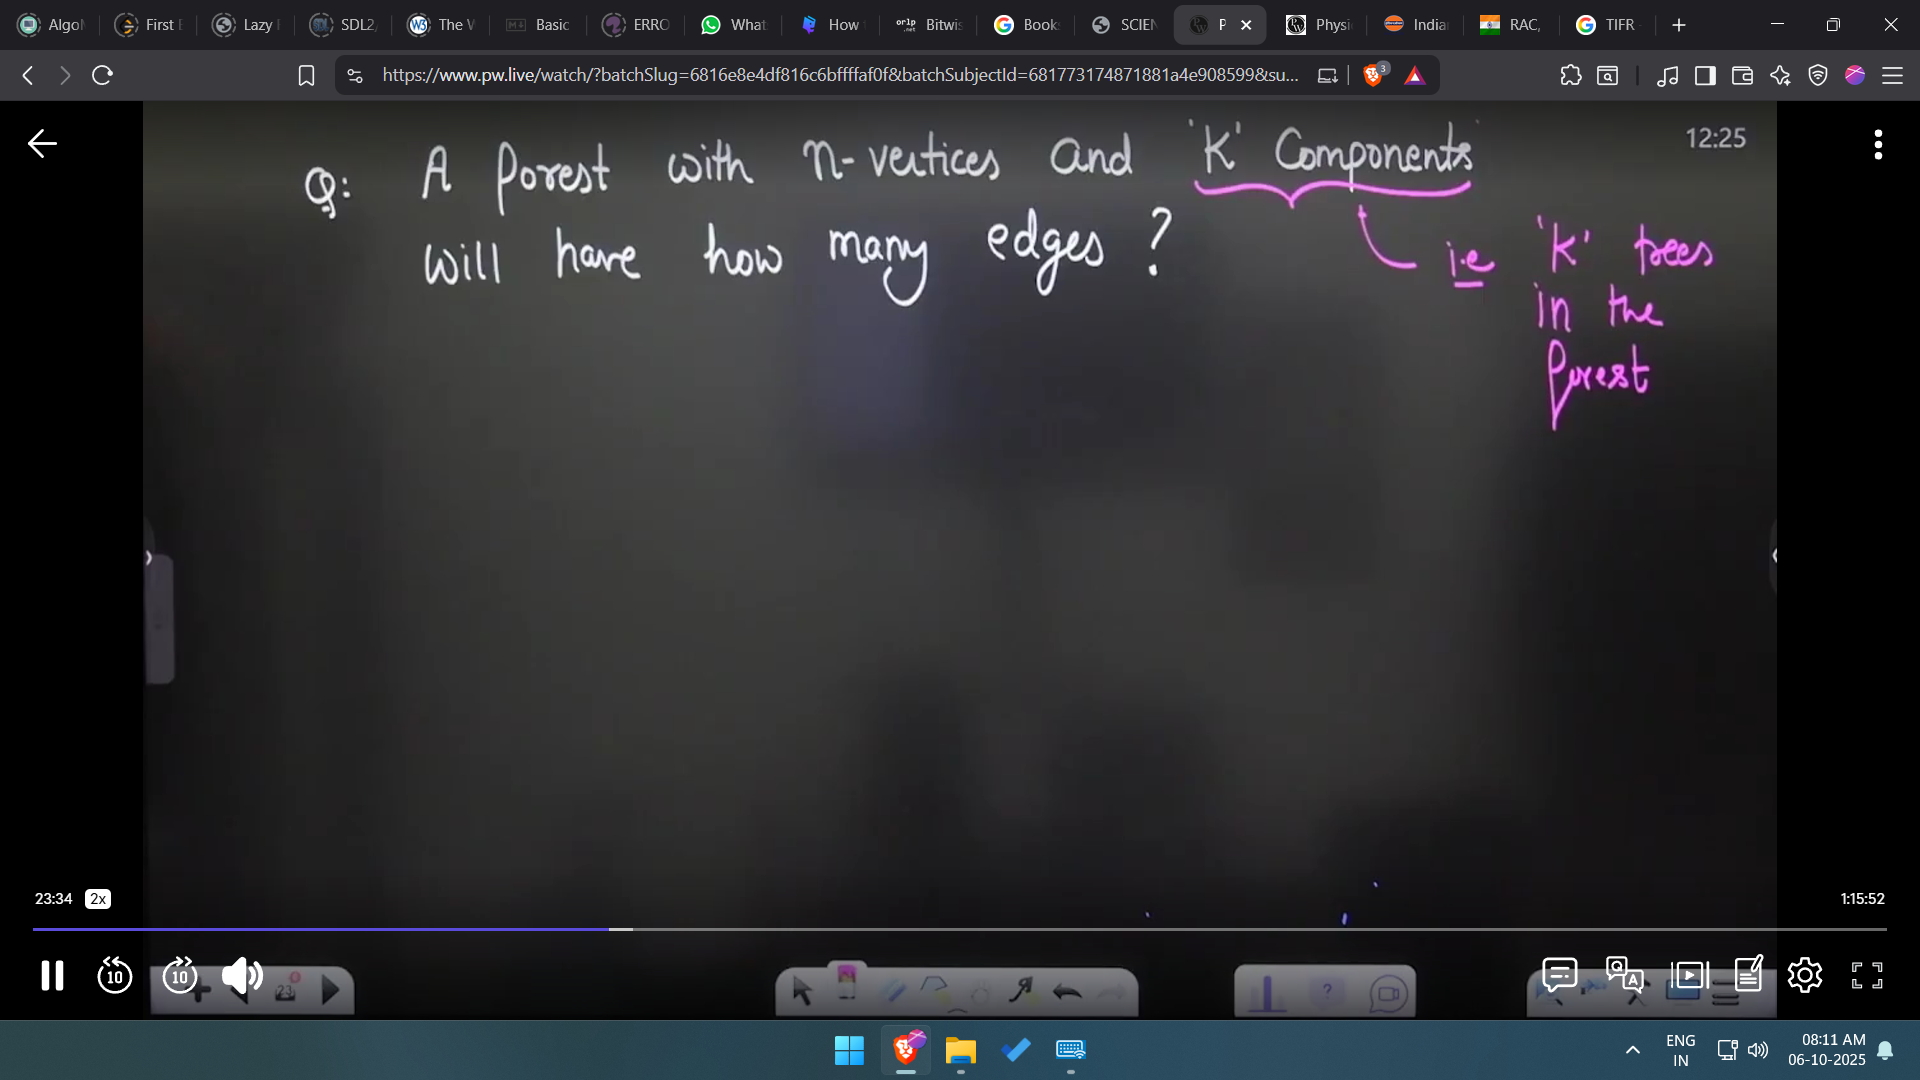 AlgoM
First E
Lazy
SDL2,
The W
Basic
ERRO
What
How
Bitwis
Book
SCIEN
P
Physi
India
RAC,
TIFR
https://www.pw.live/watch/?batchSlug=6816e8e4df816c6bffffaf0f&batchSubjectId=681773174871881a4e908599&su...
3
12:25
Q: A forest with n-vertices and 'K' Components
will have how many edges ?
i.e 'K' trees
in the
forest
23:34 2x
1:15:52
10
10
23
?
Q A
ENG
IN
08:11 AM
06-10-2025